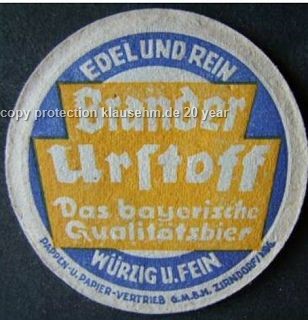 EDEL UND REIN
copy protection klausehm.de 20 year
Brander
Urſtoff
Das bayerische
Qualitätsbier
WÜRZIG U. FEIN
PAPPEN-U. PAPIER-VERTRIEB G.M.B.H. ZIRNDORF/NBG.